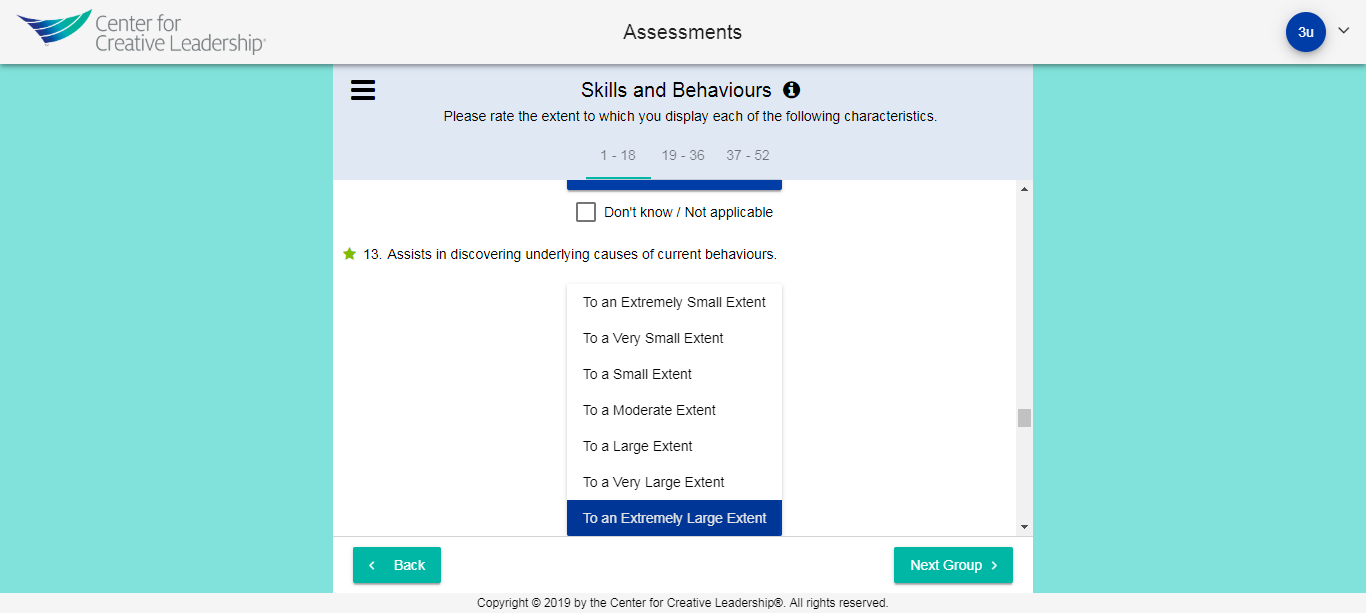 Center for
Creative Leadership®
Assessments
3u
Skills and Behaviours
Please rate the extent to which you display each of the following characteristics.
1 - 18 19 - 36 37 - 52
Don't know / Not applicable
13. Assists in discovering underlying causes of current behaviours.
To an Extremely Small Extent
To a Very Small Extent
To a Small Extent
To a Moderate Extent
To a Large Extent
To a Very Large Extent
To an Extremely Large Extent
Back Next Group
Copyright © 2019 by the Center for Creative Leadership®. All rights reserved.